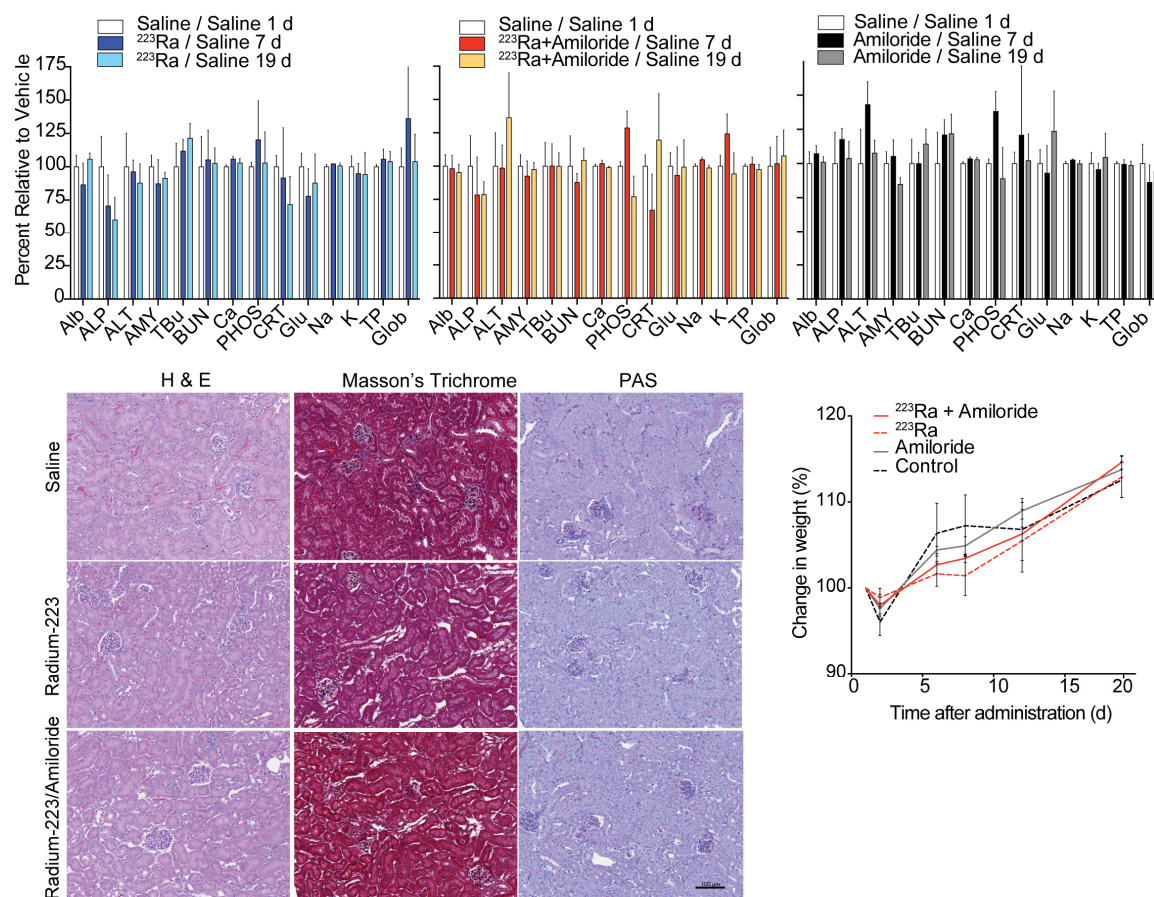 Saline / Saline 1 d
²²³Ra / Saline 7 d
²²³Ra / Saline 19 d
Saline / Saline 1 d
²²³Ra+Amiloride / Saline 7 d
²²³Ra+Amiloride / Saline 19 d
Saline / Saline 1 d
Amiloride / Saline 7 d
Amiloride / Saline 19 d
Percent Relative to Vehicle
175
150
125
100
75
50
25
0
Alb ALP ALT AMY TBu BUN Ca PHOS CRT Glu Na K TP Glob
Alb ALP ALT AMY TBu BUN Ca PHOS CRT Glu Na K TP Glob
Alb ALP ALT AMY TBu BUN Ca PHOS CRT Glu Na K TP Glob
H & E
Masson's Trichrome
PAS
Saline
Radium-223
Radium-223/Amiloride
100 µm
²²³Ra + Amiloride
²²³Ra
Amiloride
Control
Change in weight (%)
120
110
100
90
0 5 10 15 20
Time after administration (d)